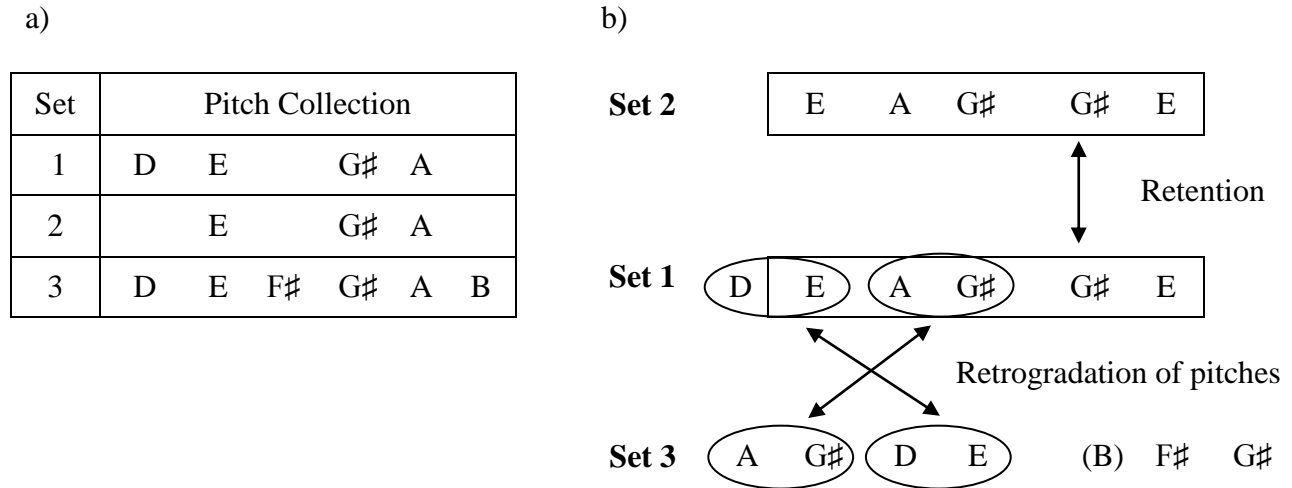 a)
Set Pitch Collection
1 D E G♯ A
2 E G♯ A
3 D E F♯ G♯ A B
b)
Set 2 E A G♯ G♯ E
Retention
Set 1 D E A G♯ G♯ E
Retrogradation of pitches
Set 3 A G♯ D E (B) F♯ G♯